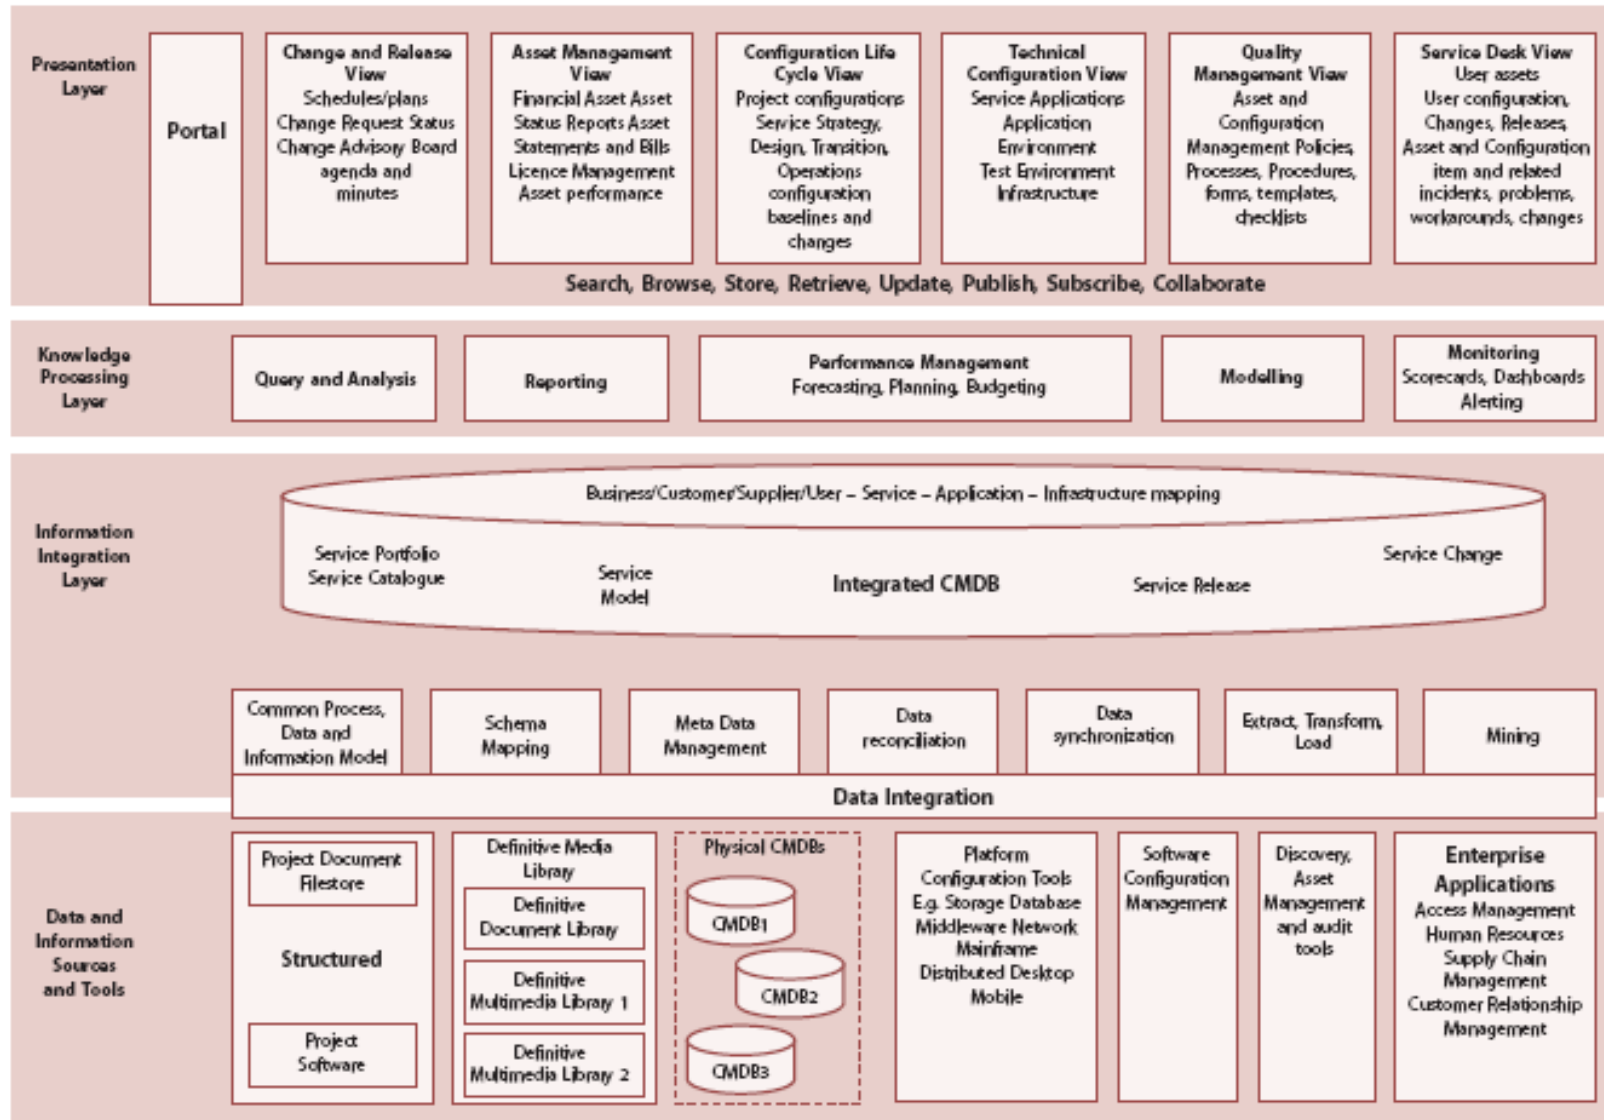 Presentation
Layer
Portal
Change and Release
View
Schedules/plans
Change Request Status
Change Advisory Board
agenda and
minutes
Asset Management
View
Financial Asset Asset
Status Reports Asset
Statements and Bills
Licence Management
Asset performance
Configuration Life
Cycle View
Project configurations
Service Strategy,
Design, Transition,
Operations
configuration
baselines and
changes
Technical
Configuration View
Service Applications
Application
Environment
Test Environment
Infrastructure
Quality
Management View
Asset and
Configuration
Management Policies,
Processes, Procedures,
forms, templates,
checklists
Service Desk View
User assets
User configuration,
Changes, Releases,
Asset and Configuration
item and related
incidents, problems,
workarounds, changes
Search, Browse, Store, Retrieve, Update, Publish, Subscribe, Collaborate
Knowledge
Processing
Layer
Query and Analysis
Reporting
Performance Management
Forecasting, Planning, Budgeting
Modelling
Monitoring
Scorecards, Dashboards
Alerting
Information
Integration
Layer
Business/Customer/Supplier/User – Service – Application – Infrastructure mapping
Service Portfolio
Service Catalogue
Service
Model
Integrated CMDB
Service Release
Service Change
Common Process,
Data and
Information Model
Schema
Mapping
Meta Data
Management
Data
reconciliation
Data
synchronization
Extract, Transform,
Load
Mining
Data Integration
Data and
Information
Sources
and Tools
Project Document
Filestore
Structured
Project
Software
Definitive Media
Library
Definitive
Document Library
Definitive
Multimedia Library 1
Definitive
Multimedia Library 2
Physical CMDBs
CMDB1
CMDB2
CMDB3
Platform
Configuration Tools
E.g. Storage Database
Middleware Network
Mainframe
Distributed Desktop
Mobile
Software
Configuration
Management
Discovery,
Asset
Management
and audit
tools
Enterprise
Applications
Access Management
Human Resources
Supply Chain
Management
Customer Relationship
Management